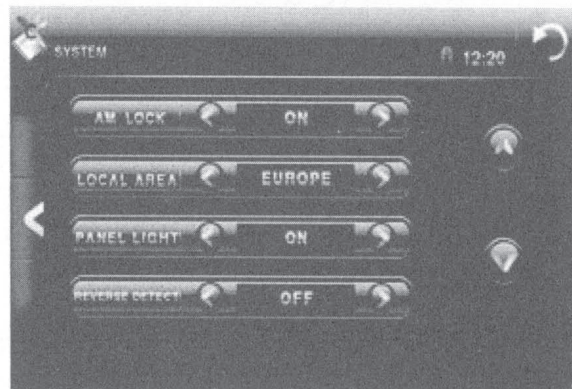 SYSTEM
12:20
AM LOCK ON
LOCAL AREA EUROPE
PANEL LIGHT ON
REVERSE DETECT OFF